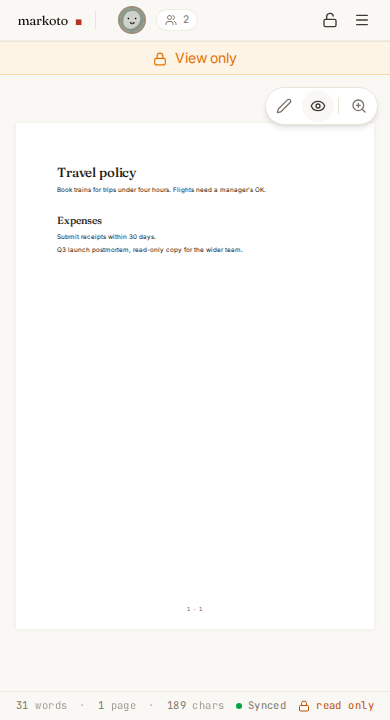 markoto
2
View only
Travel policy
Book trains for trips under four hours. Flights need a manager's OK.
Expenses
Submit receipts within 30 days.
Q3 launch postmortem, read-only copy for the wider team.
1 · 1
31 words · 1 page · 189 chars Synced read only